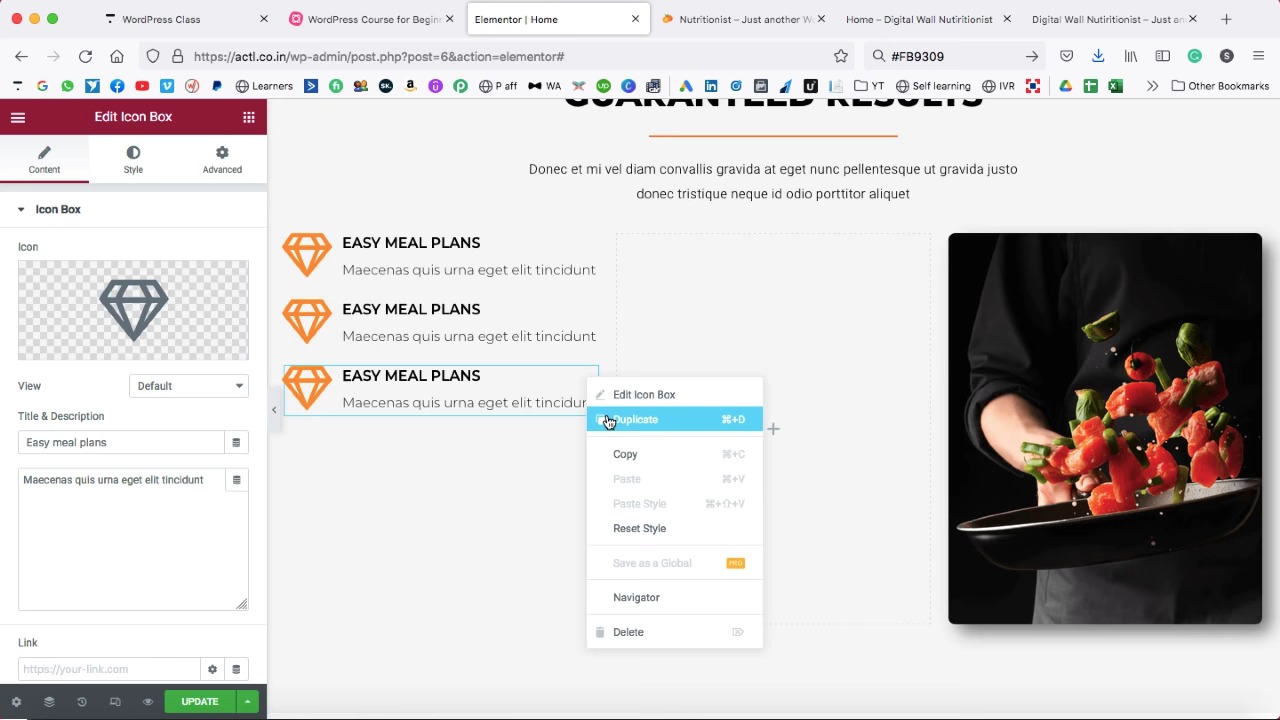 WordPress Class
WordPress Course for Beginn
Elementor | Home
Nutritionist – Just another W
Home – Digital Wall Nutiritionist
Digital Wall Nutiritionist – Just an
https://actl.co.in/wp-admin/post.php?post=6&action=elementor#
#FB9309
Learners
P aff
WA
YT
Self learning
IVR
Other Bookmarks
Edit Icon Box
Content
Style
Advanced
Icon Box
Icon
View
Default
Title & Description
Easy meal plans
Maecenas quis urna eget elit tincidunt
Link
https://your-link.com
UPDATE
GUARANTEED RESULTS
Donec et mi vel diam convallis gravida at eget nunc pellentesque ut gravida justo
donec tristique neque id odio porttitor aliquet
EASY MEAL PLANS
Maecenas quis urna eget elit tincidunt
EASY MEAL PLANS
Maecenas quis urna eget elit tincidunt
EASY MEAL PLANS
Maecenas quis urna eget elit tincidun
Edit Icon Box
Duplicate ⌘+D
Copy ⌘+C
Paste ⌘+V
Paste Style ⌘+⇧+V
Reset Style
Save as a Global PRO
Navigator
Delete ⌦